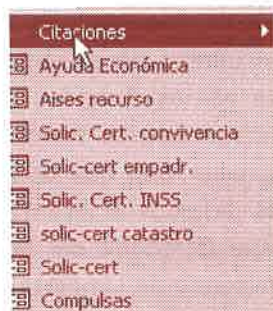 Citaciones
Ayuda Económica
Aises recurso
Solic. Cert. convivencia
Solic-cert empadr.
Solic. Cert. INSS
solic-cert catastro
Solic-cert
Compulsas